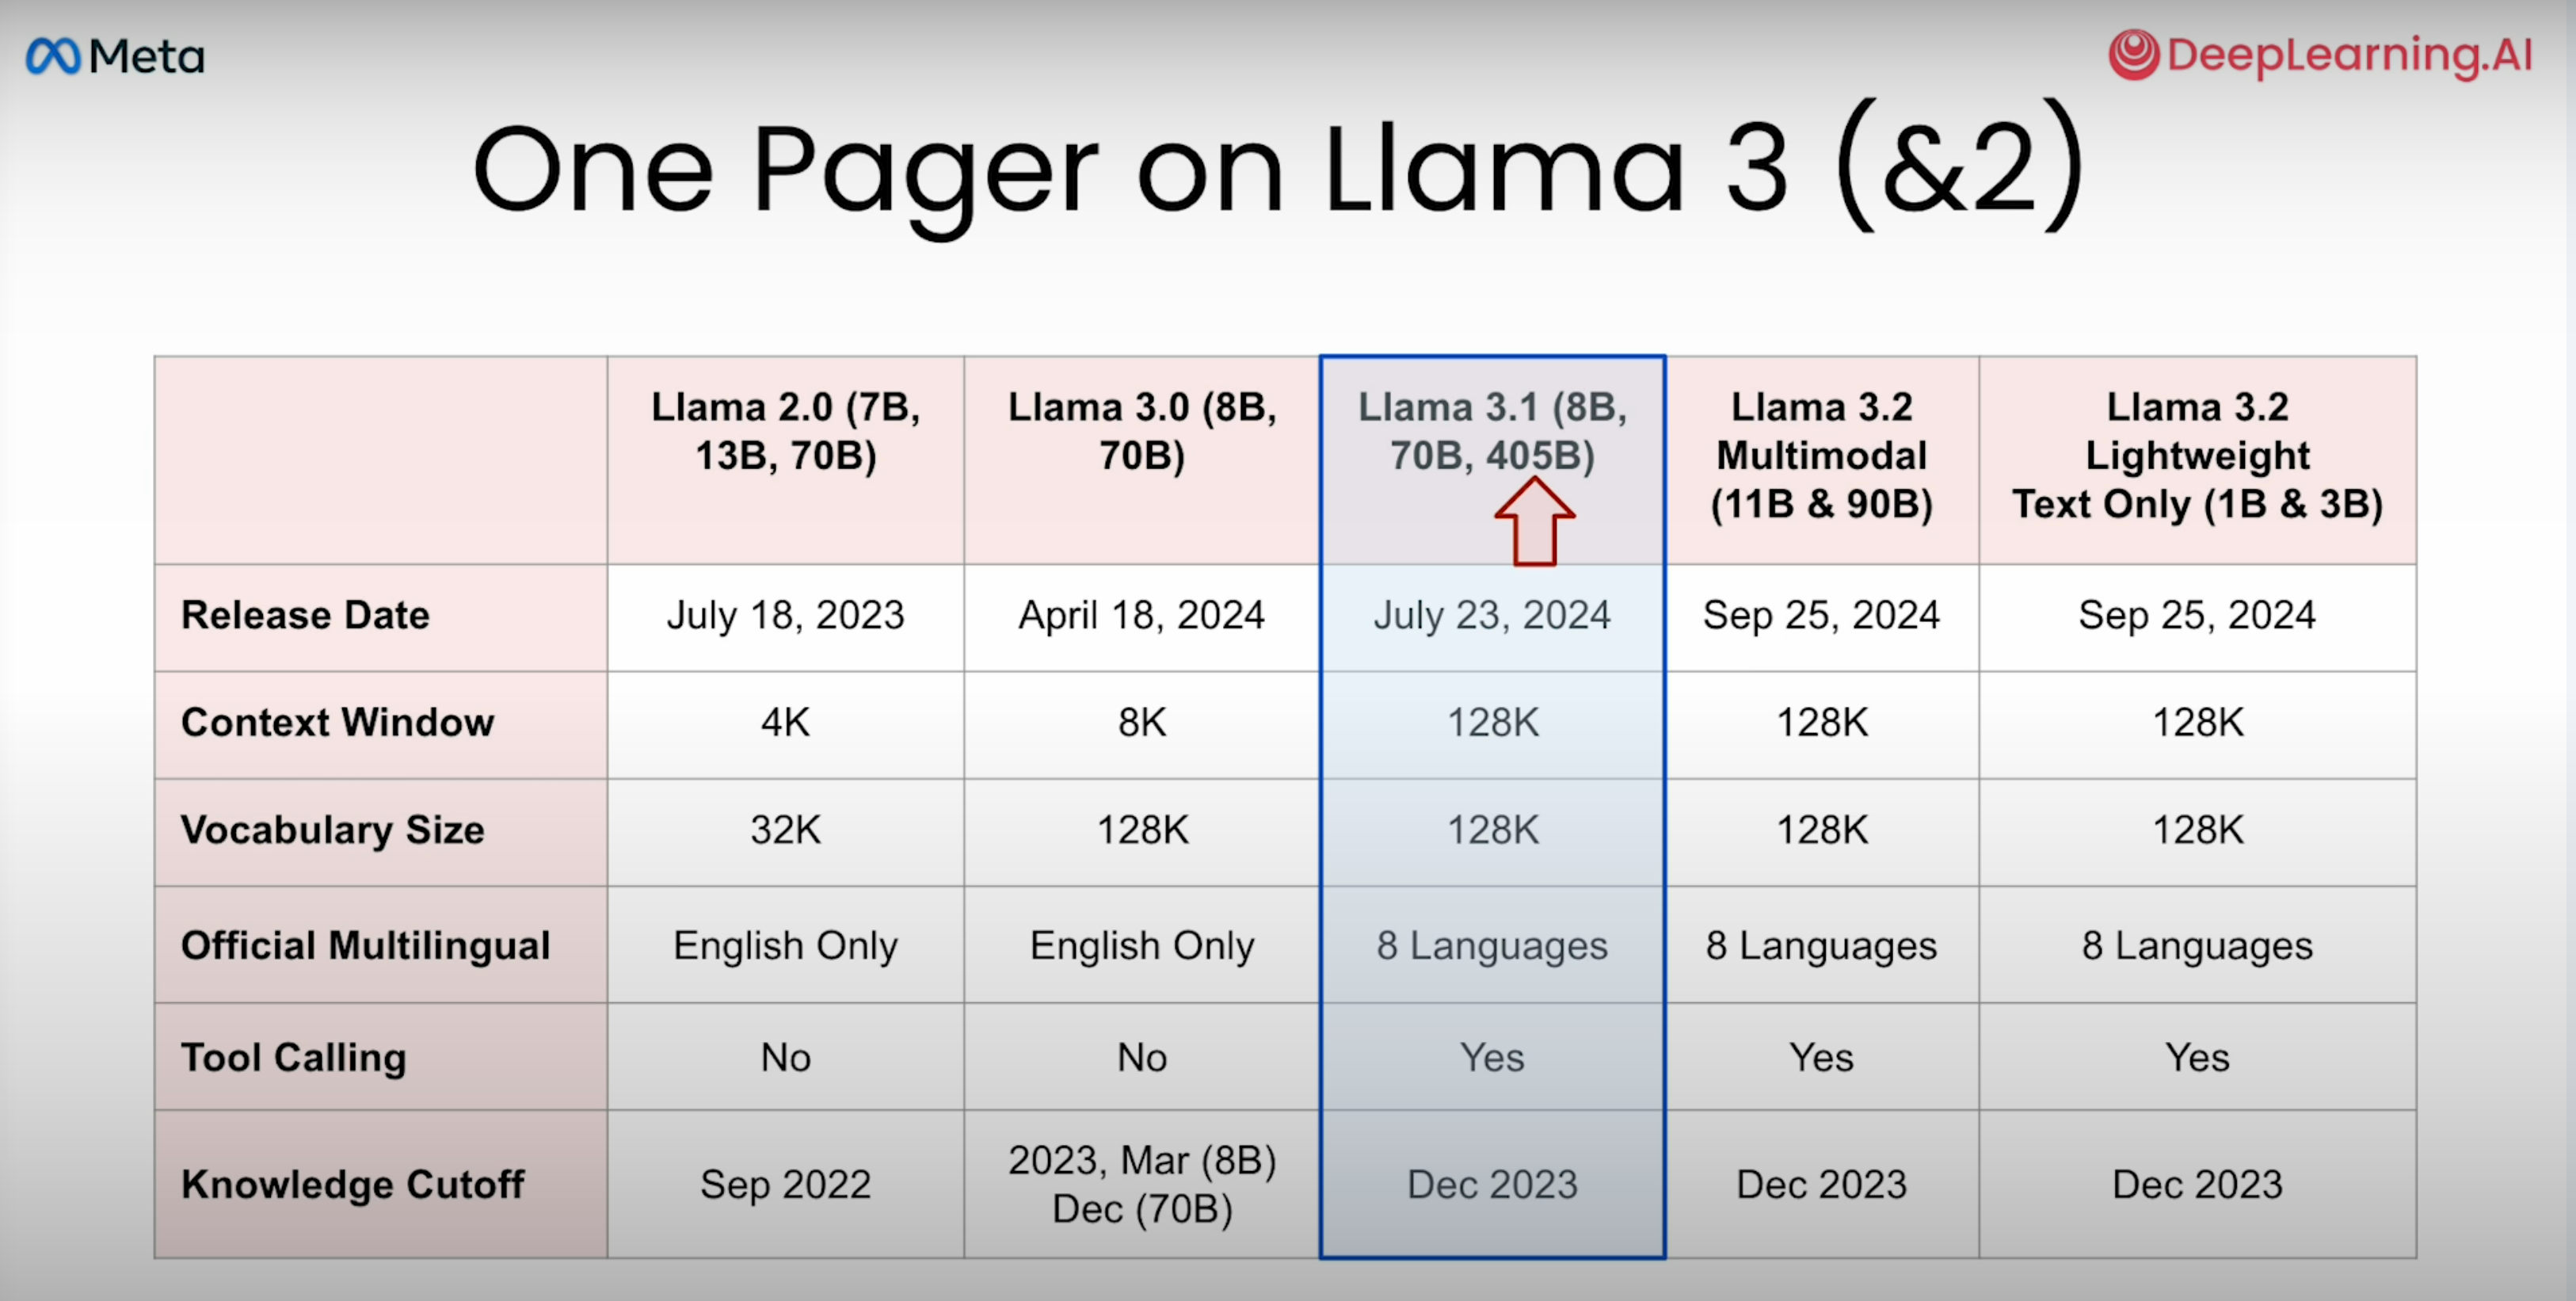 Meta
DeepLearning.AI
One Pager on Llama 3 (&2)
Llama 2.0 (7B,
13B, 70B)
Llama 3.0 (8B,
70B)
Llama 3.1 (8B,
70B, 405B)
Llama 3.2
Multimodal
(11B & 90B)
Llama 3.2
Lightweight
Text Only (1B & 3B)
Release Date
July 18, 2023
April 18, 2024
July 23, 2024
Sep 25, 2024
Sep 25, 2024
Context Window
4K
8K
128K
128K
128K
Vocabulary Size
32K
128K
128K
128K
128K
Official Multilingual
English Only
English Only
8 Languages
8 Languages
8 Languages
Tool Calling
No
No
Yes
Yes
Yes
Knowledge Cutoff
Sep 2022
2023, Mar (8B)
Dec (70B)
Dec 2023
Dec 2023
Dec 2023